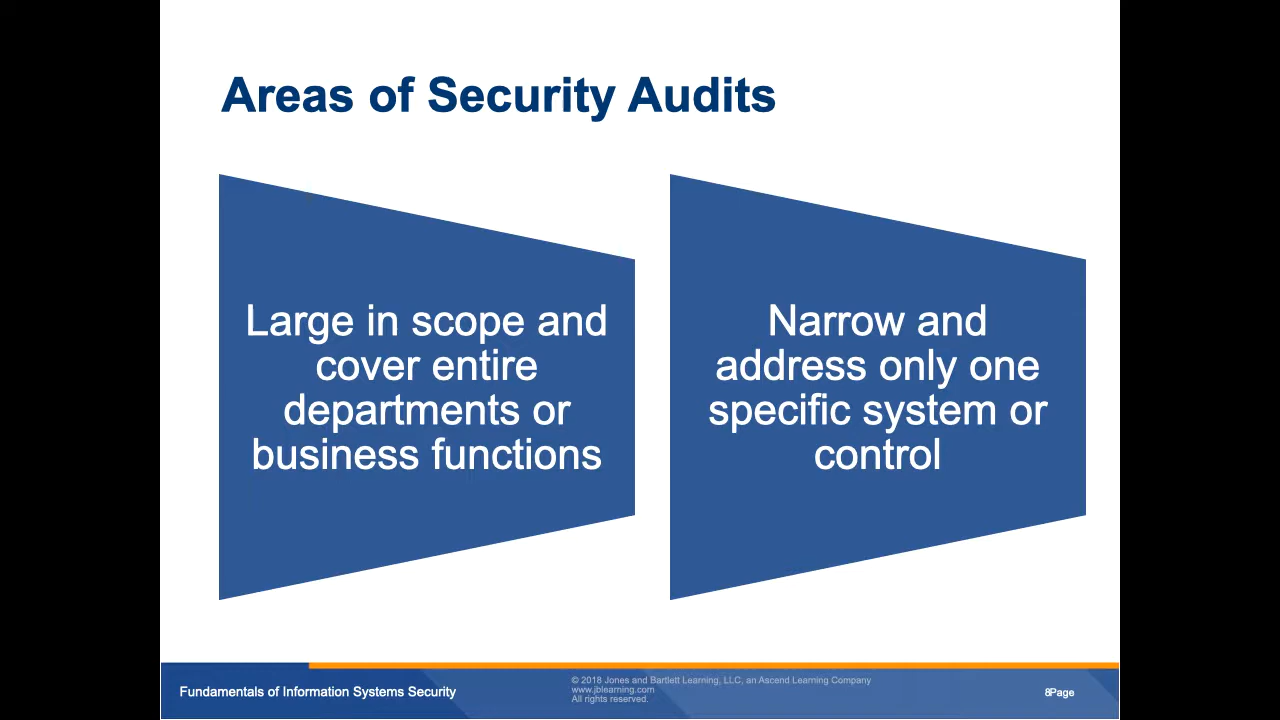 Areas of Security Audits
Large in scope and
cover entire
departments or
business functions
Narrow and
address only one
specific system or
control
Fundamentals of Information Systems Security
© 2018 Jones and Bartlett Learning, LLC, an Ascend Learning Company
www.jblearning.com
All rights reserved.
8Page